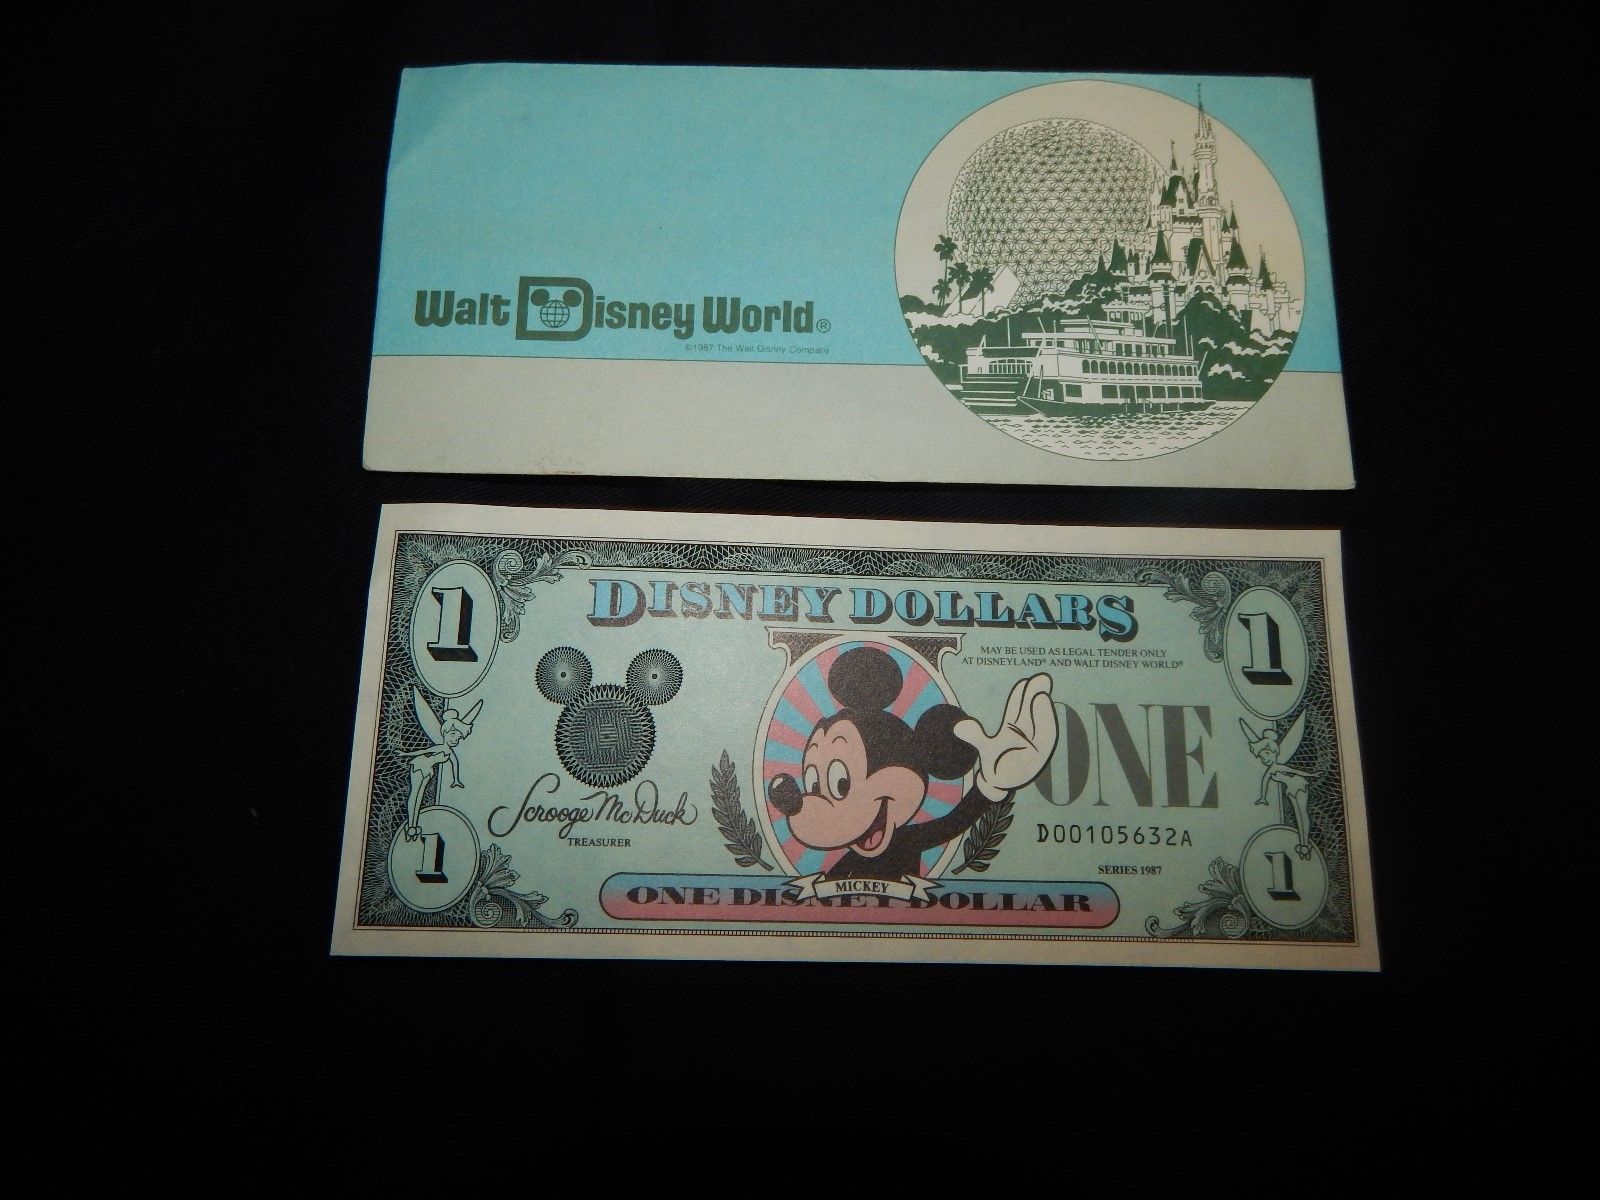 Walt Disney World®
©1987 The Walt Disney Company
1
DISNEY DOLLARS
1
MAY BE USED AS LEGAL TENDER ONLY
AT DISNEYLAND® AND WALT DISNEY WORLD®
ONE
Scrooge McDuck
TREASURER
D00105632A
SERIES 1987
1
MICKEY
1
ONE DISNEY DOLLAR